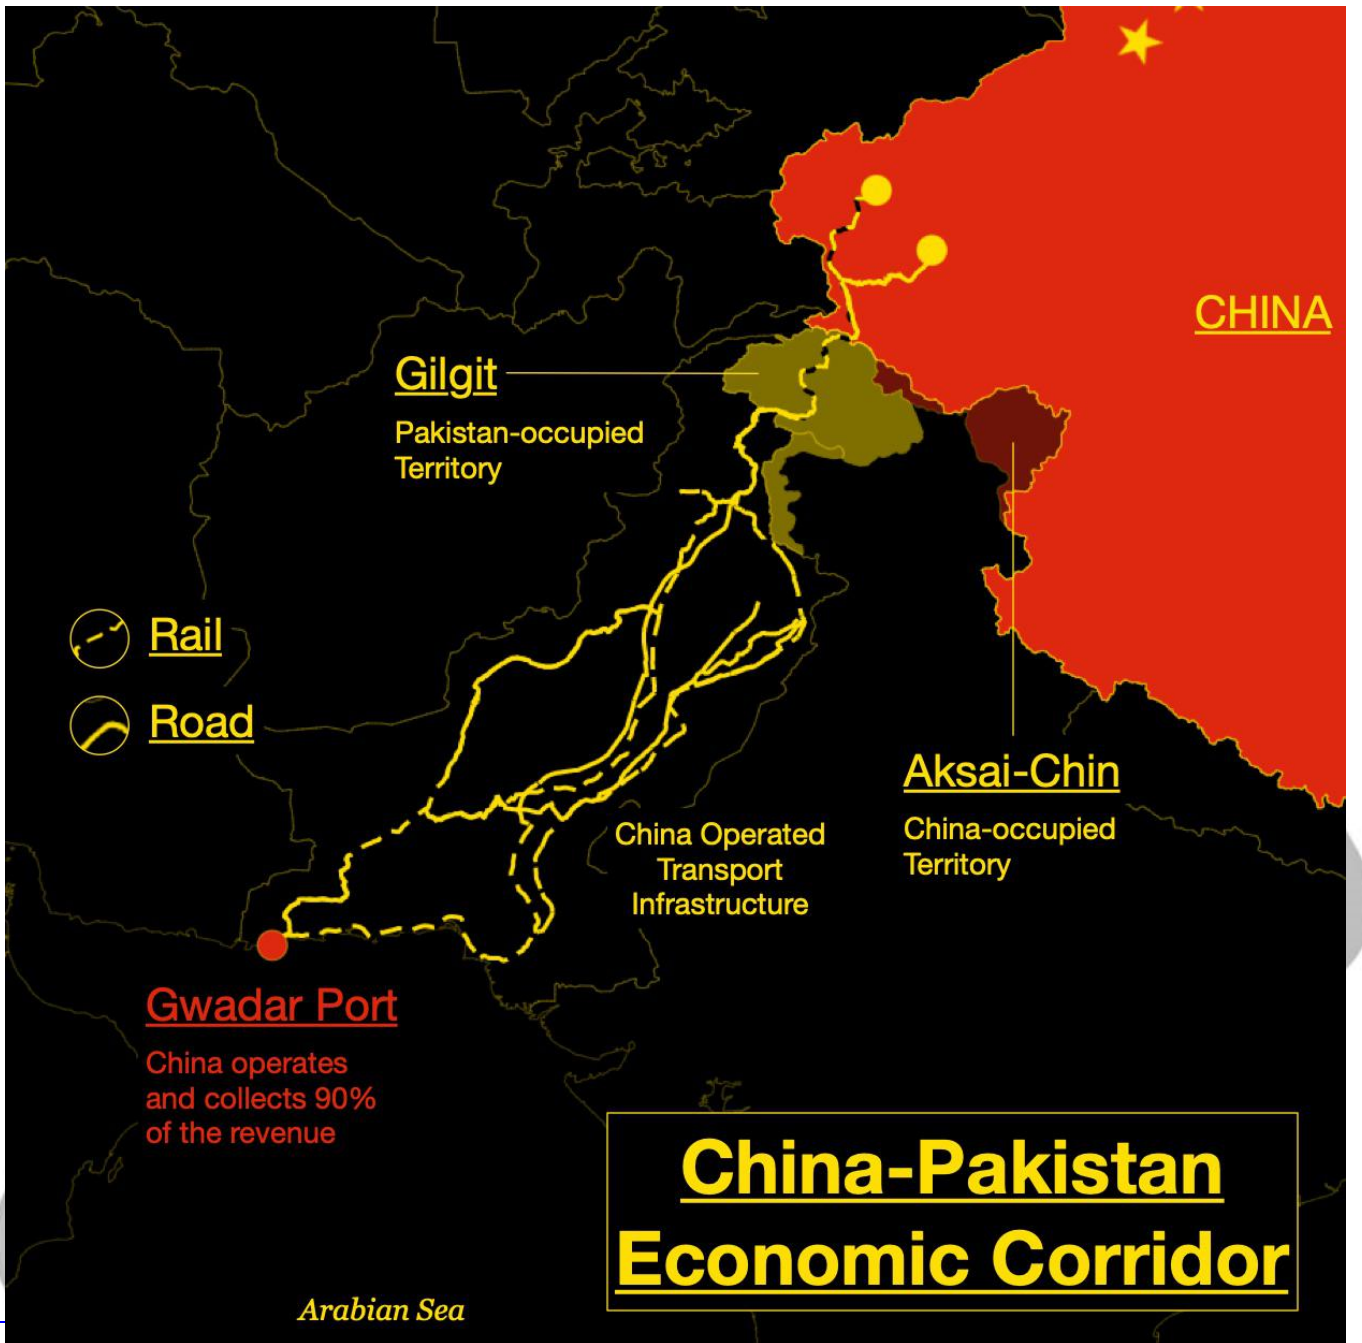 CHINA
Gilgit
Pakistan-occupied
Territory
Rail
Road
Aksai-Chin
China-occupied
Territory
China Operated
Transport
Infrastructure
Gwadar Port
China operates
and collects 90%
of the revenue
China-Pakistan
Economic Corridor
Arabian Sea